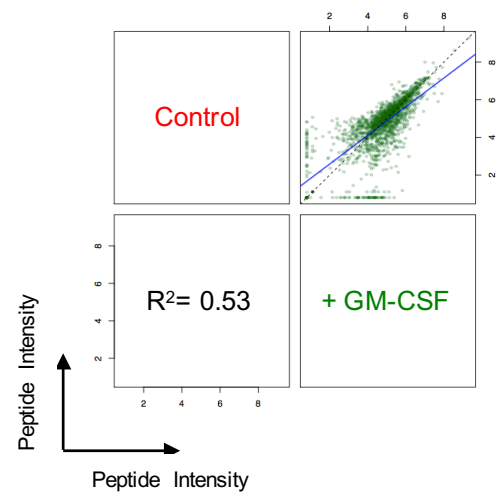 2 4 6 8
Control
8
6
4
2
8
6
4
2
R²= 0.53
+ GM-CSF
2 4 6 8
Peptide Intensity
Peptide Intensity